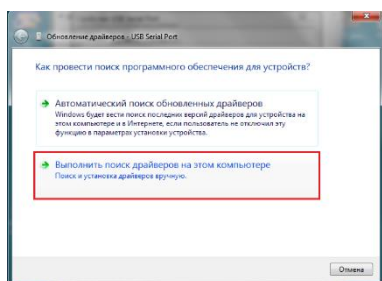 Обновление драйверов - USB Serial Port
Как провести поиск программного обеспечения для устройств?
Автоматический поиск обновленных драйверов
Windows будет вести поиск последних версий драйверов для устройства на
этом компьютере и в Интернете, если пользователь не отключил эту
функцию в параметрах установки устройства.
Выполнить поиск драйверов на этом компьютере
Поиск и установка драйверов вручную.
Отмена